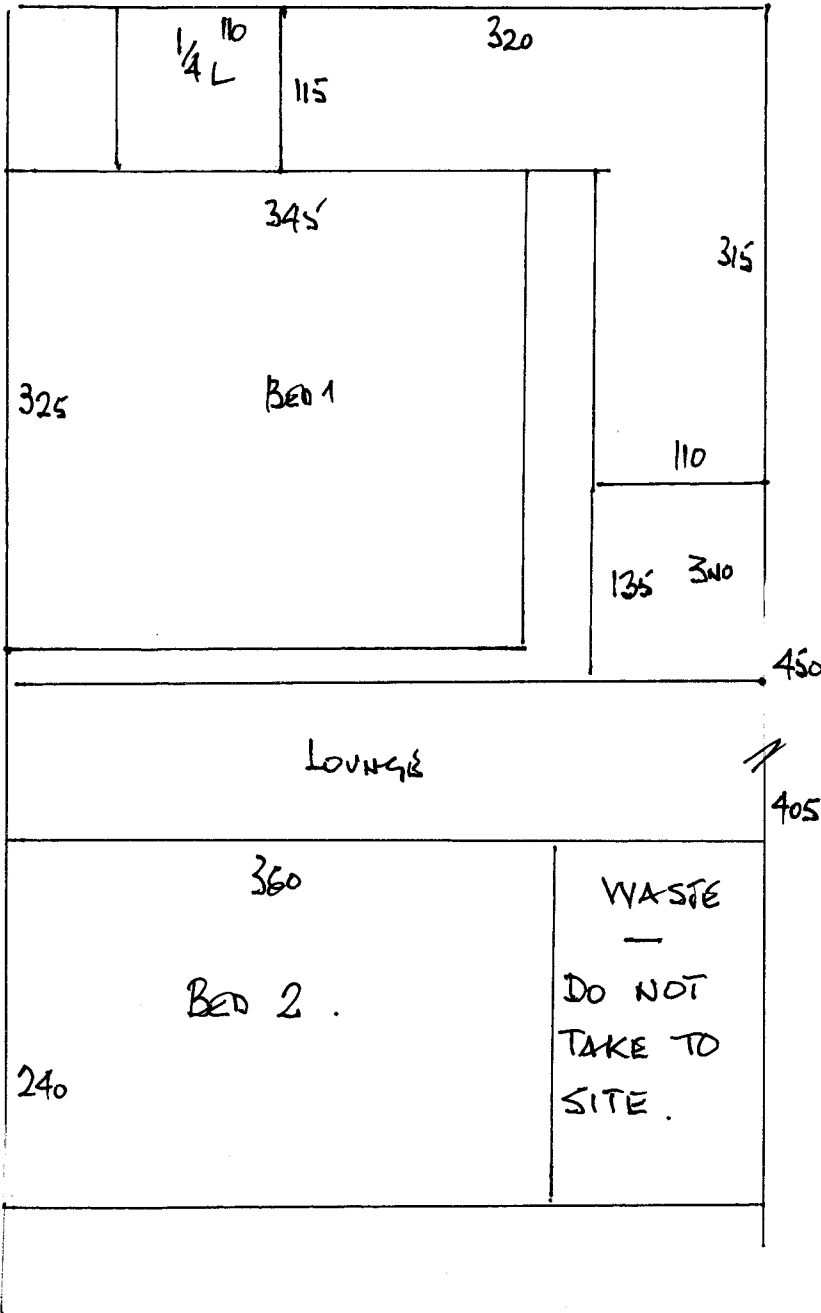 110
1/4 L
320
115
345
315
325
BED 1
110
135 3NO
450
LOUNGE
405
360
WASTE
—
BED 2 .
DO NOT
TAKE TO
240
SITE .